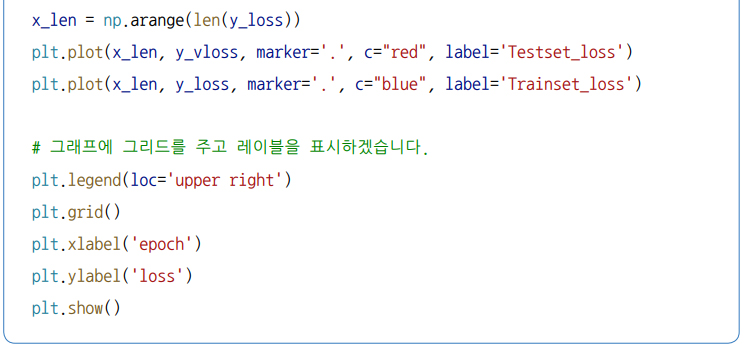 x_len = np.arange(len(y_loss))
plt.plot(x_len, y_vloss, marker='.', c="red", label='Testset_loss')
plt.plot(x_len, y_loss, marker='.', c="blue", label='Trainset_loss')
# 그래프에 그리드를 주고 레이블을 표시하겠습니다.
plt.legend(loc='upper right')
plt.grid()
plt.xlabel('epoch')
plt.ylabel('loss')
plt.show()